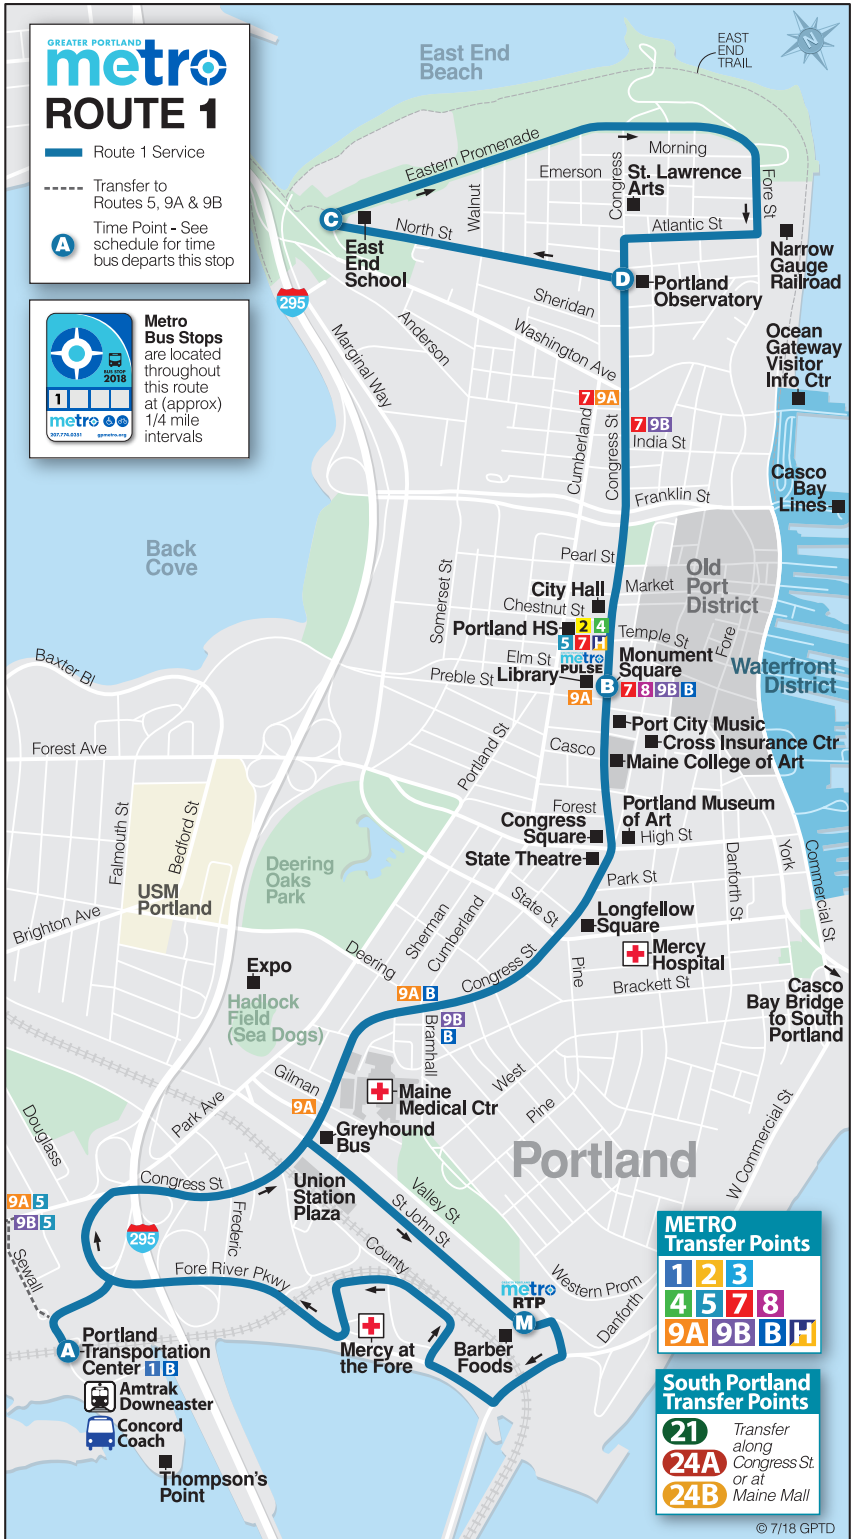 GREATER PORTLAND
metro
ROUTE 1
Route 1 Service
Transfer to
Routes 5, 9A & 9B
A
Time Point - See
schedule for time
bus departs this stop
BUS STOP
2018
1
metro
207.774.0351 gpmetro.org
Metro
Bus Stops
are located
throughout
this route
at (approx)
1/4 mile
intervals
East End
Beach
EAST
END
TRAIL
N
Eastern Promenade
Morning
Emerson
Congress
St. Lawrence
Arts
Walnut
Fore St
C
North St
Atlantic St
East
End
School
Narrow
Gauge
Railroad
D
Portland
Observatory
Sheridan
295
Washington Ave
Anderson
Marginal Way
Ocean
Gateway
Visitor
Info Ctr
7 9A
Cumberland
Congress St
7 9B
India St
Casco
Bay
Lines
Franklin St
Back
Cove
Pearl St
Old
Port
District
Somerset St
City Hall
Market
Chestnut St
Portland HS
2 4
5 7 H
Temple St
Fore
Elm St
metro
PULSE
Monument
Square
Baxter Bl
Preble St
Library
B
7 8 9B B
9A
Waterfront
District
Port City Music
Cross Insurance Ctr
Maine College of Art
Forest Ave
Portland St
Casco
Falmouth St
Bedford St
Forest
Portland Museum
of Art
Congress
Square
High St
State Theatre
Danforth St
York
Commercial St
Deering
Oaks
Park
USM
Portland
Park St
State St
Longfellow
Square
Brighton Ave
Sherman
Cumberland
Deering
Mercy
Hospital
Congress St
Pine
Brackett St
Expo
Casco
Bay Bridge
to South
Portland
Hadlock
Field
(Sea Dogs)
9A B
Bramhall
9B
B
Gilman
West
Pine
Maine
Medical Ctr
9A
Park Ave
Douglass
Greyhound
Bus
W Commercial St
Portland
Congress St
Union
Station
Plaza
Valley St
St John St
9A 5
9B 5
Frederic
295
Sewall
County
Fore River Pkwy
Western Prom
metro
RTP
M
Danforth
A
Portland
Transportation
Center 1 B
Mercy at
the Fore
Barber
Foods
Amtrak
Downeaster
Concord
Coach
Thompson's
Point
METRO
Transfer Points
1 2 3
4 5 7 8
9A 9B B H
South Portland
Transfer Points
21
24A
24B
Transfer
along
Congress St.
or at
Maine Mall
© 7/18 GPTD